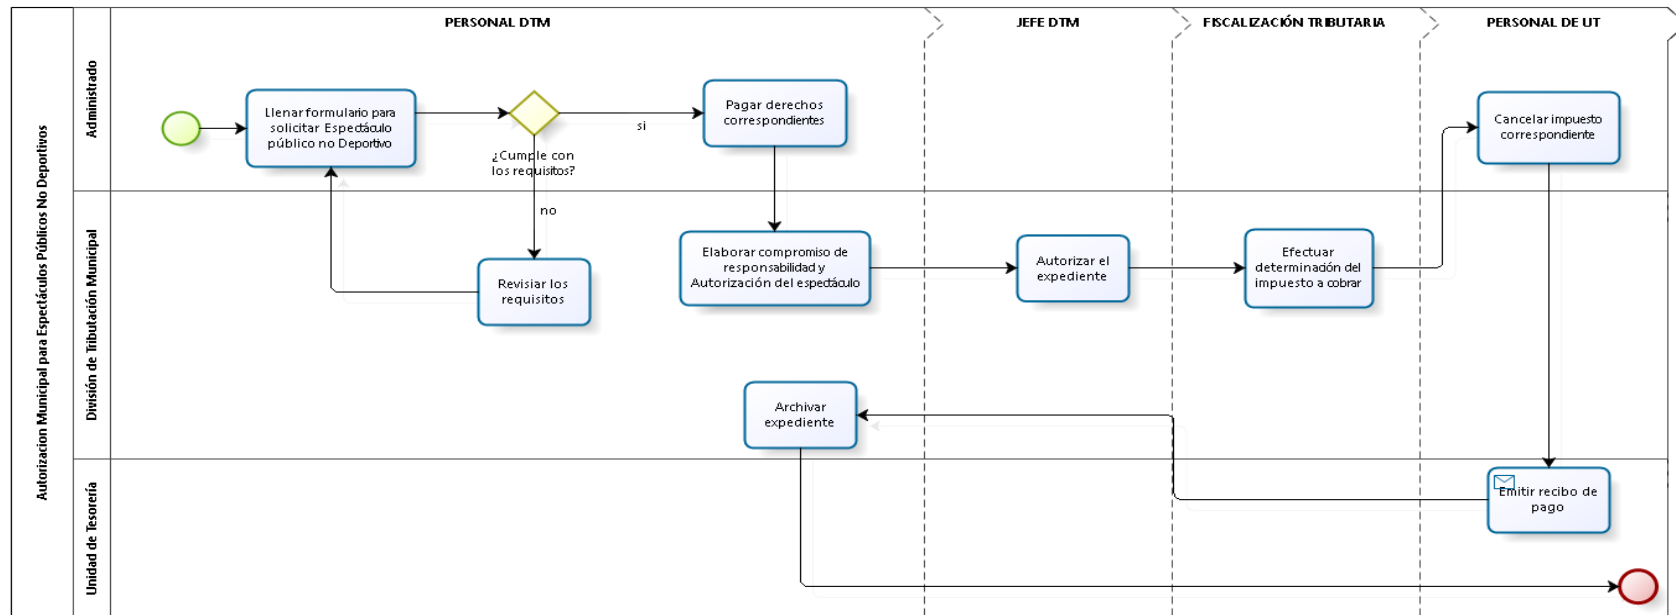 PERSONAL DTM
JEFE DTM
FISCALIZACIÓN TRIBUTARIA
PERSONAL DE UT
Autorizacion Municipal para Espectáculos Públicos No Deportivos
Administrado
Llenar formulario para
solicitar Espectáculo
público no Deportivo
¿Cumple con
los requisitos?
si
no
Pagar derechos
correspondientes
Cancelar impuesto
correspondiente
División de Tributación Municipal
Revisiar los
requisitos
Elaborar compromiso de
responsabilidad y
Autorización del espectáculo
Autorizar el
expediente
Efectuar
determinación del
impuesto a cobrar
Archivar
expediente
Unidad de Tesorería
Emitir recibo de
pago